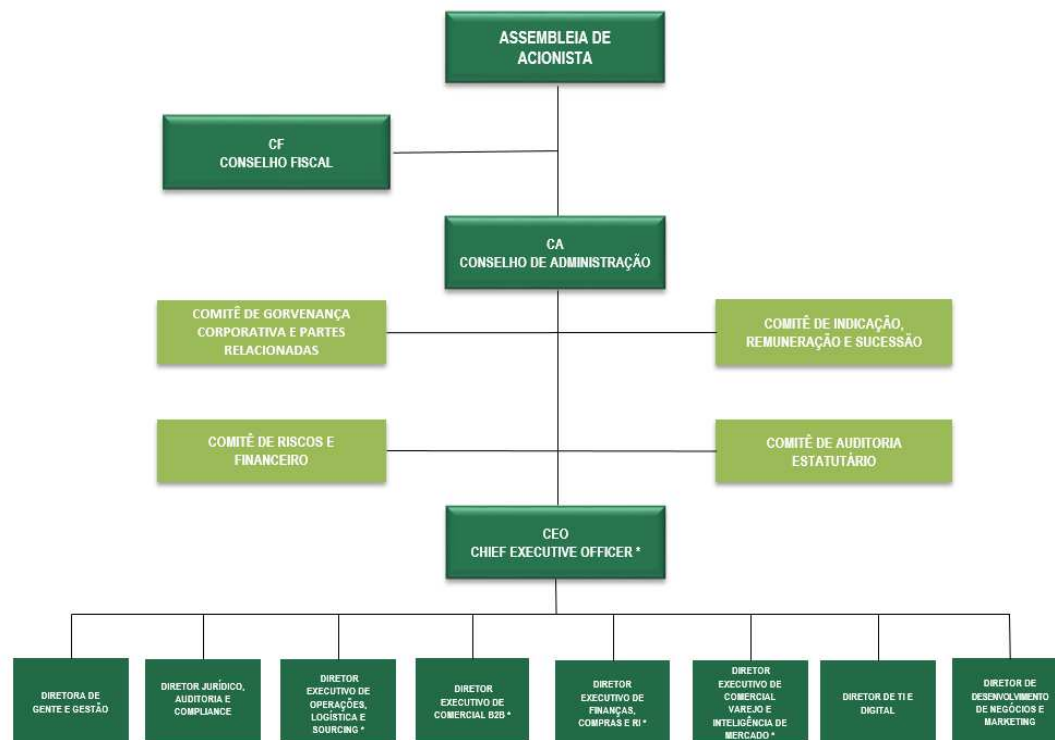 ASSEMBLEIA DE
ACIONISTA
CF
CONSELHO FISCAL
CA
CONSELHO DE ADMINISTRAÇÃO
COMITÊ DE GORVENANÇA
CORPORATIVA E PARTES
RELACIONADAS
COMITÊ DE INDICAÇÃO,
REMUNERAÇÃO E SUCESSÃO
COMITÊ DE RISCOS E
FINANCEIRO
COMITÊ DE AUDITORIA
ESTATUTÁRIO
CEO
CHIEF EXECUTIVE OFFICER *
DIRETORA DE
GENTE E GESTÃO
DIRETOR JURÍDICO,
AUDITORIA E
COMPLIANCE
DIRETOR
EXECUTIVO DE
OPERAÇÕES,
LOGÍSTICA E
SOURCING *
DIRETOR
EXECUTIVO DE
COMERCIAL B2B *
DIRETOR
EXECUTIVO DE
FINANÇAS,
COMPRAS E RI *
DIRETOR
EXECUTIVO DE
COMERCIAL
VAREJO E
INTELIGÊNCIA DE
MERCADO *
DIRETOR DE TI E
DIGITAL
DIRETOR DE
DESENVOLVIMENTO
DE NEGÓCIOS E
MARKETING